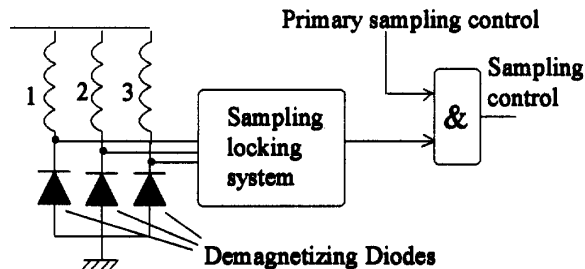 Primary sampling control
1 2 3
Sampling
control
Sampling
locking
system
&
Demagnetizing Diodes